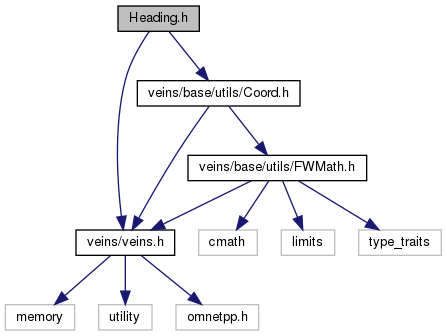 Heading.h
veins/base/utils/Coord.h
veins/base/utils/FWMath.h
veins/veins.h
cmath
limits
type_traits
memory
utility
omnetpp.h